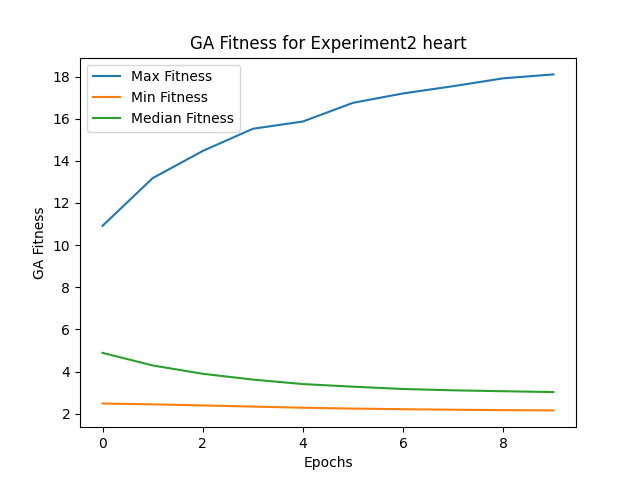 GA Fitness for Experiment2 heart
Max Fitness
Min Fitness
Median Fitness
GA Fitness
18
16
14
12
10
8
6
4
2
0 2 4 6 8
Epochs